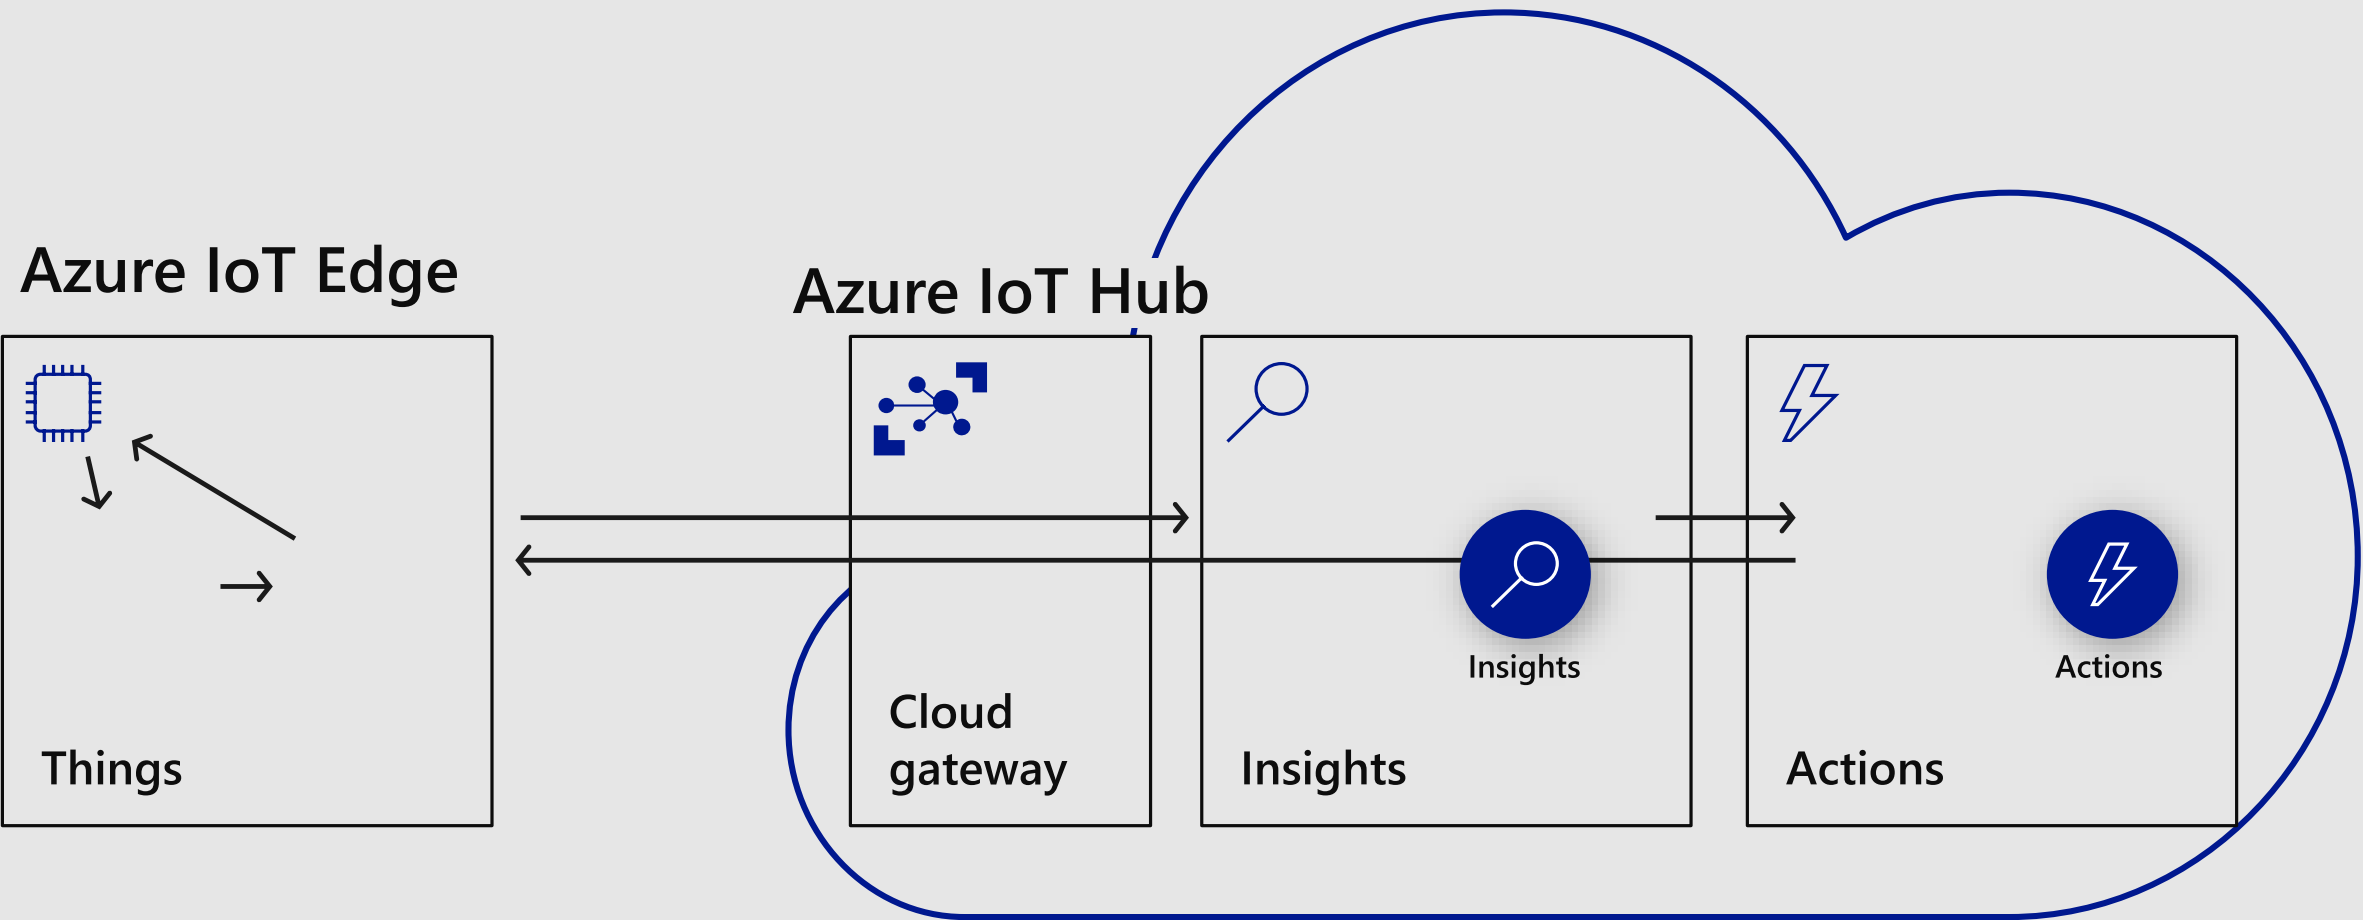 Azure IoT Edge
Azure IoT Hub
Things
Cloud
gateway
Insights
Insights
Actions
Actions